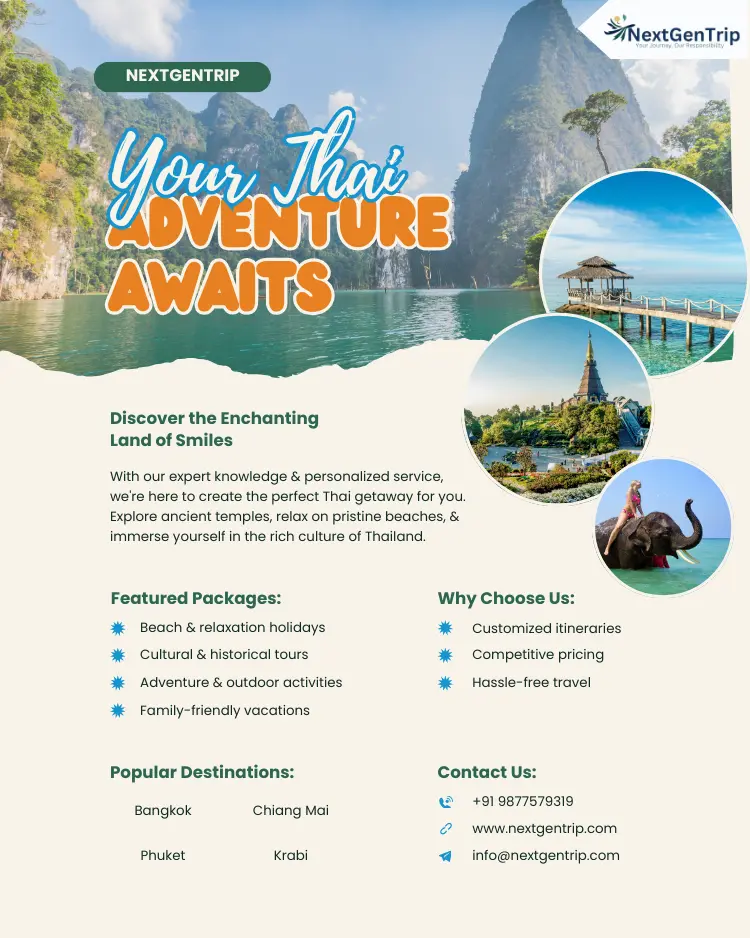 NextGenTrip
Your Journey. Our Responsibility
NEXTGENTRIP
Your Thai
ADVENTURE
AWAITS
Discover the Enchanting
Land of Smiles
With our expert knowledge & personalized service,
we're here to create the perfect Thai getaway for you.
Explore ancient temples, relax on pristine beaches, &
immerse yourself in the rich culture of Thailand.
Featured Packages:
Beach & relaxation holidays
Cultural & historical tours
Adventure & outdoor activities
Family-friendly vacations
Why Choose Us:
Customized itineraries
Competitive pricing
Hassle-free travel
Popular Destinations:
Bangkok Chiang Mai
Phuket Krabi
Contact Us:
+91 9877579319
www.nextgentrip.com
info@nextgentrip.com